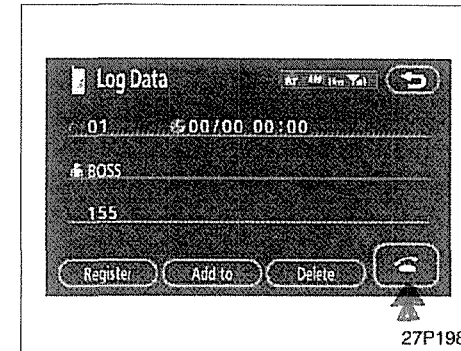 Log Data
01 00/00 00:00
BOSS
155
Register Add to Delete
27P198